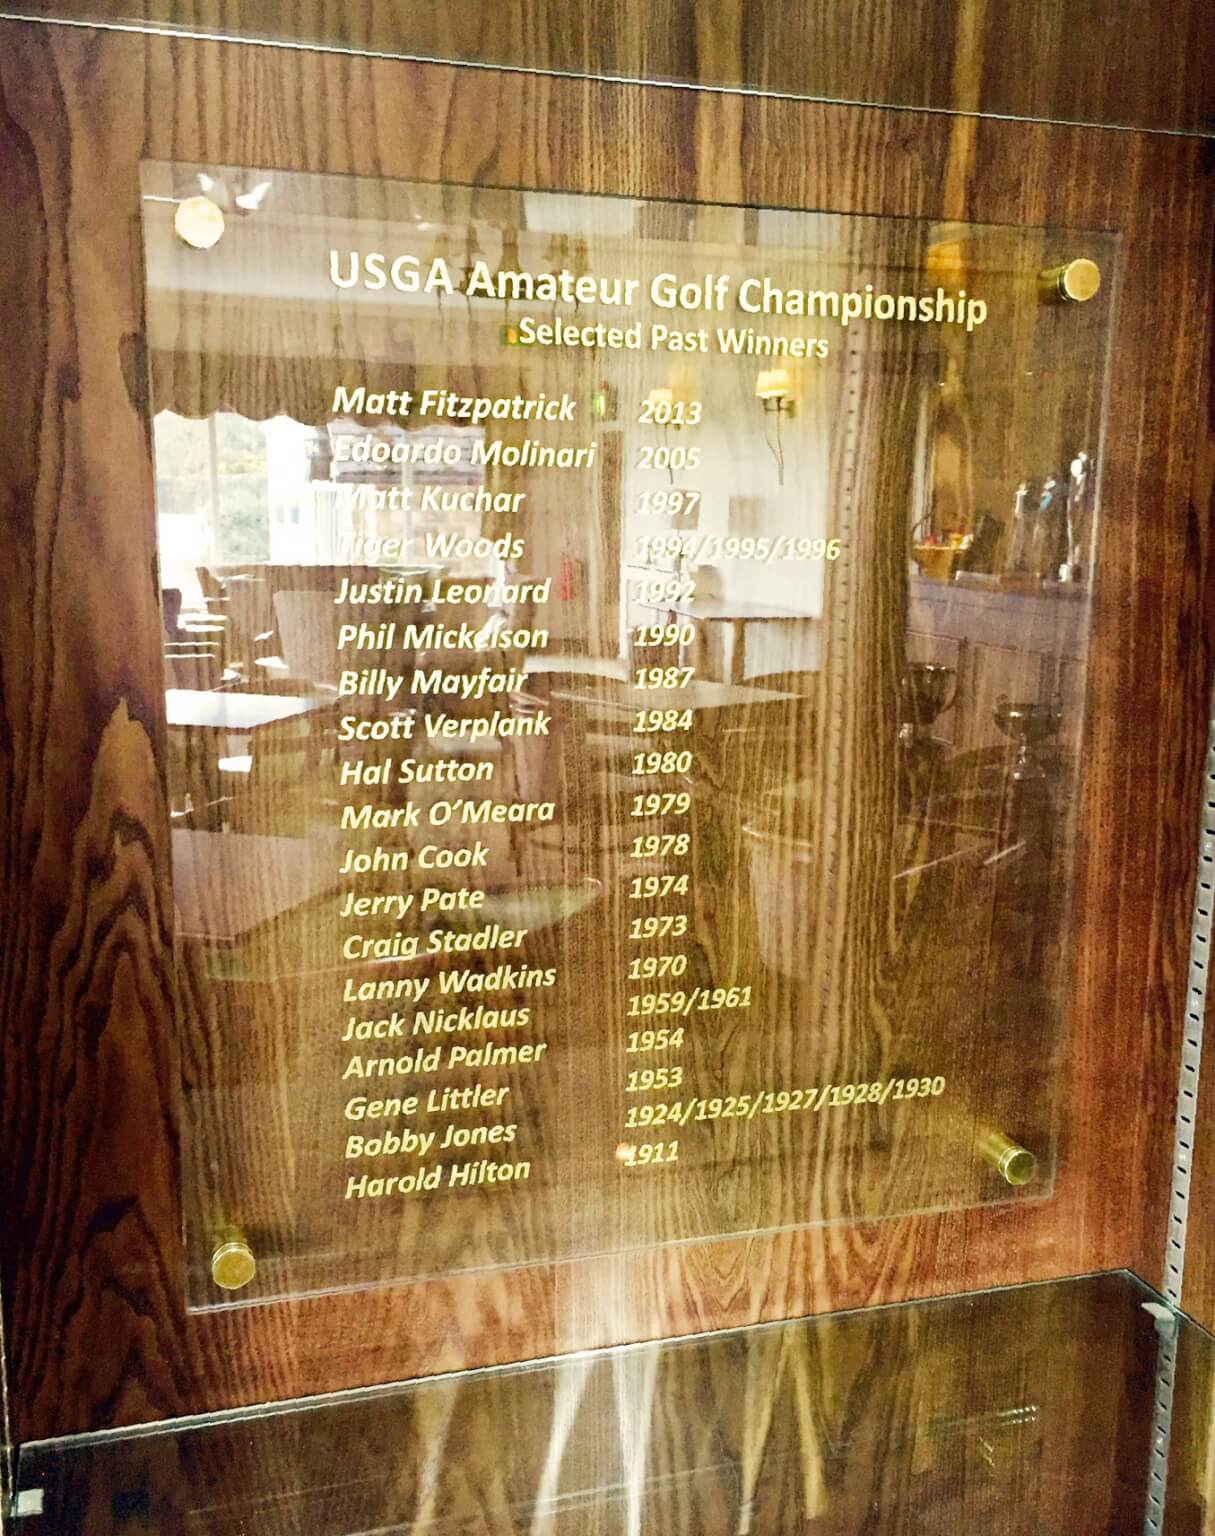 USGA Amateur Golf Championship
Selected Past Winners
Matt Fitzpatrick 2013
Edoardo Molinari 2005
Matt Kuchar 1997
Tiger Woods 1994/1995/1996
Justin Leonard 1992
Phil Mickelson 1990
Billy Mayfair 1987
Scott Verplank 1984
Hal Sutton 1980
Mark O’Meara 1979
John Cook 1978
Jerry Pate 1974
Craig Stadler 1973
Lanny Wadkins 1970
Jack Nicklaus 1959/1961
Arnold Palmer 1954
Gene Littler 1953
Bobby Jones 1924/1925/1927/1928/1930
Harold Hilton 1911